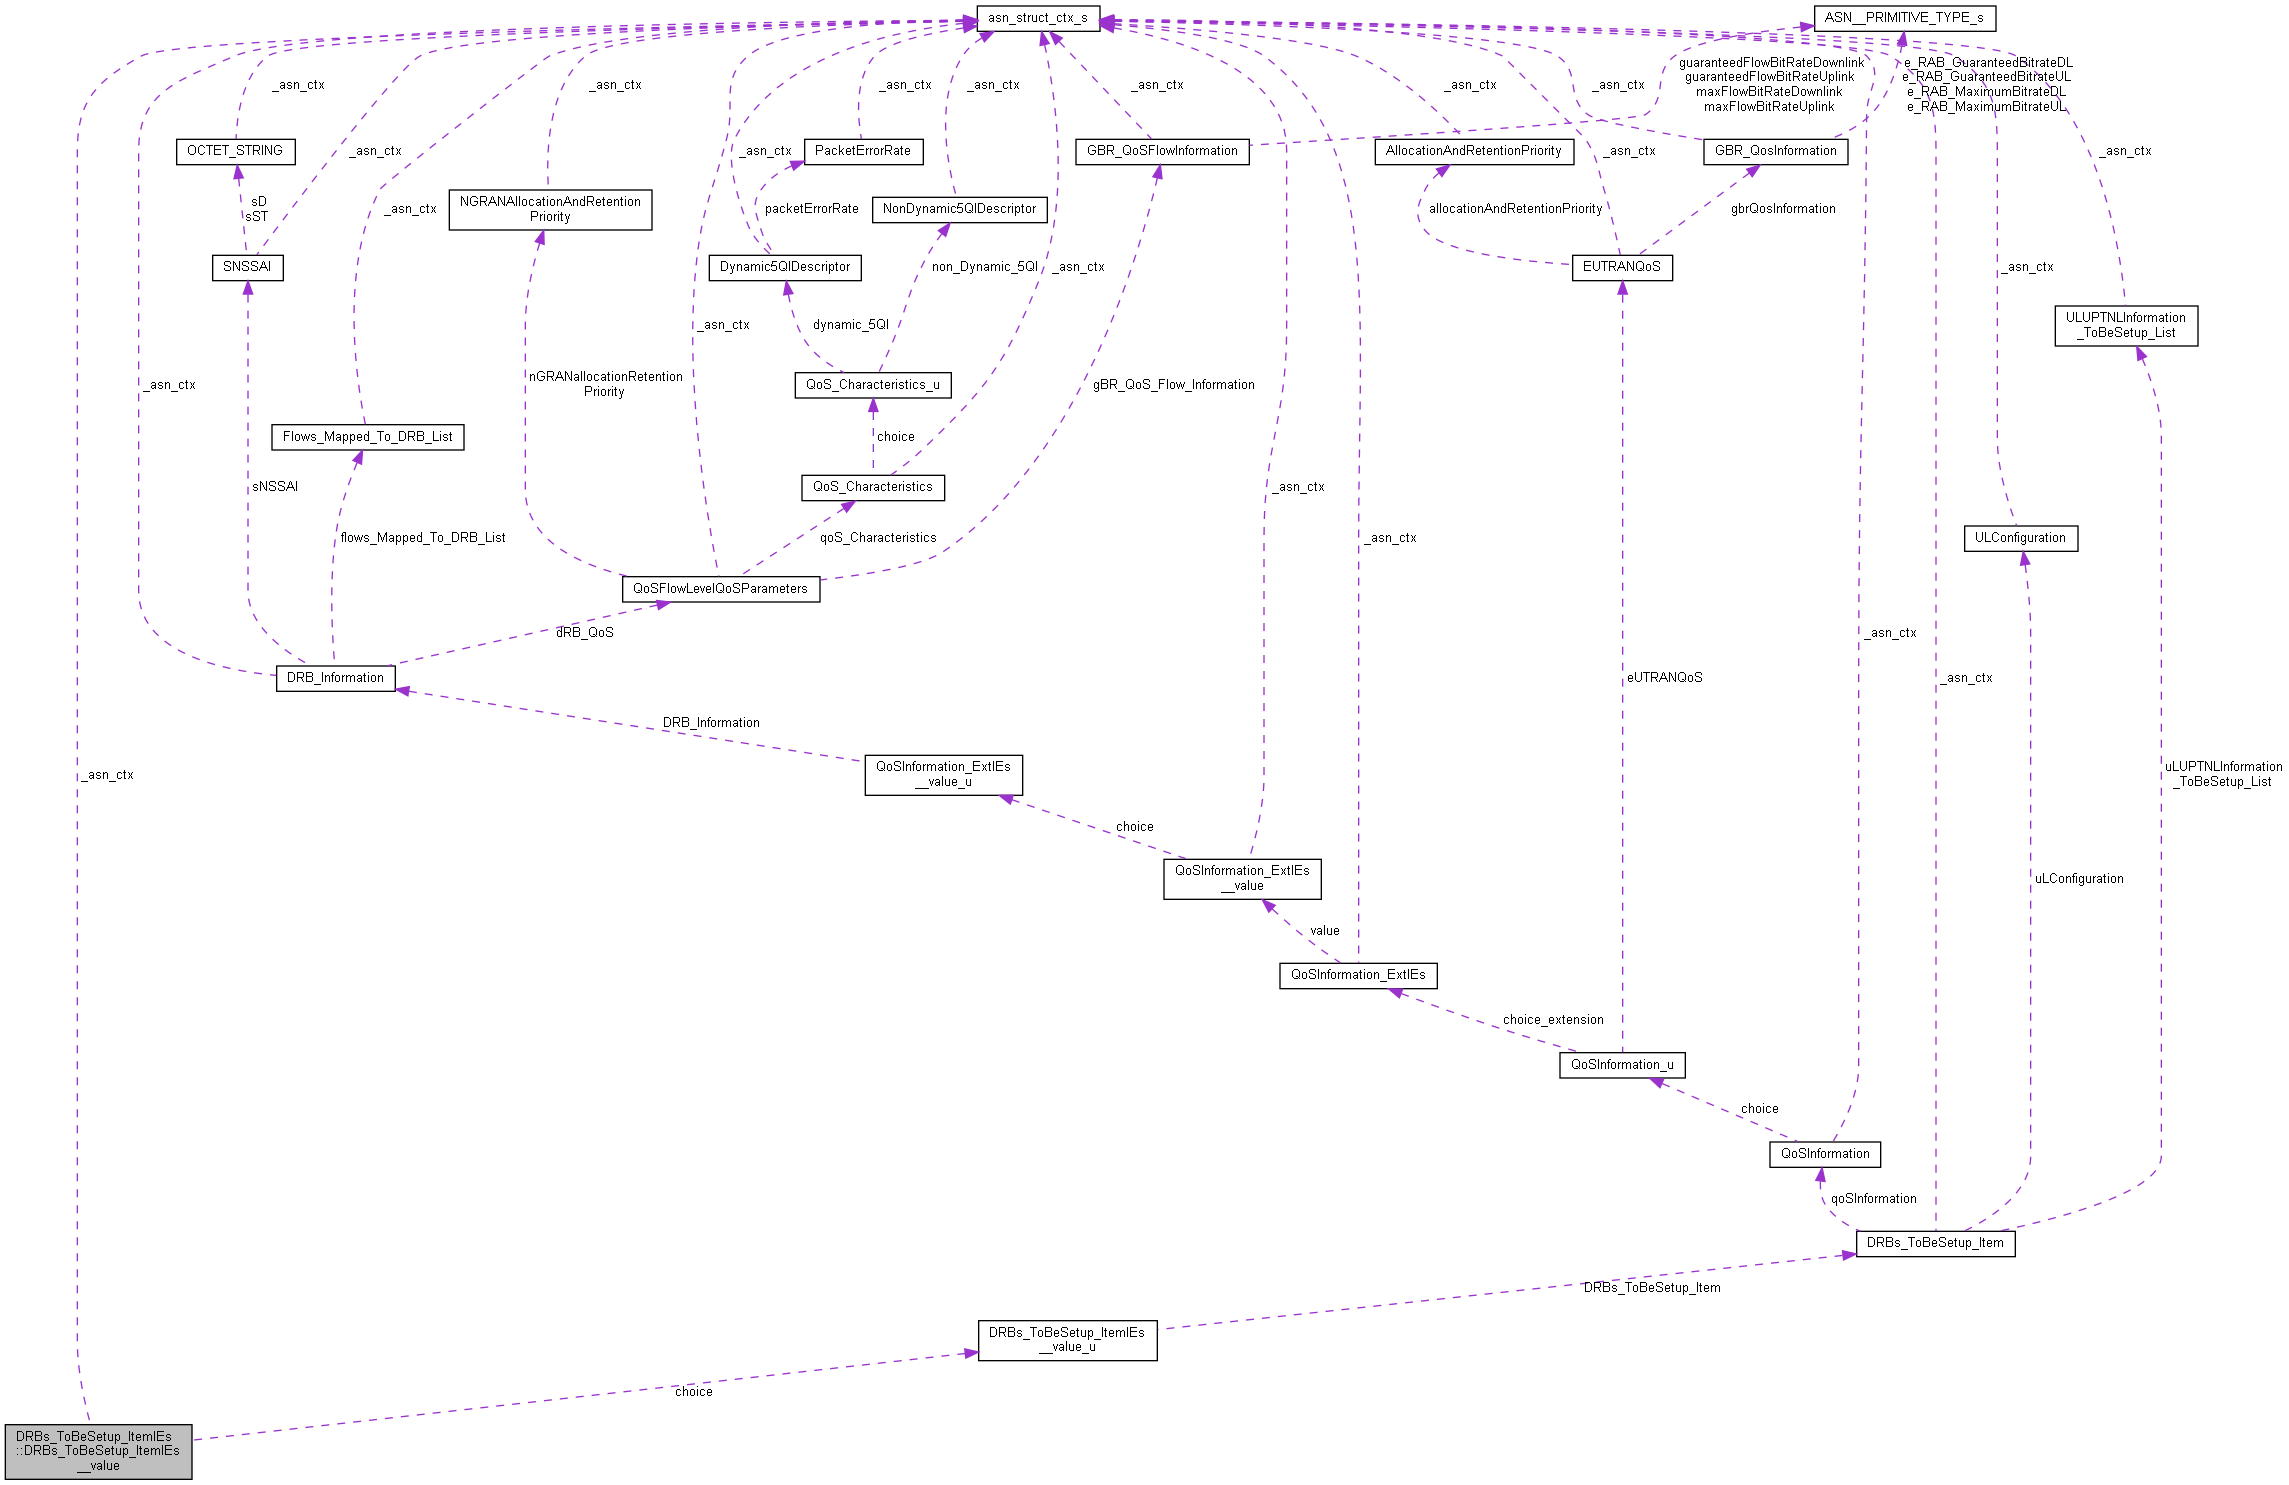 asn_struct_ctx_s
ASN__PRIMITIVE_TYPE_s
guaranteedFlowBitRateDownlink
guaranteedFlowBitRateUplink
maxFlowBitRateDownlink
maxFlowBitRateUplink
e_RAB_GuaranteedBitrateDL
e_RAB_GuaranteedBitrateUL
e_RAB_MaximumBitrateDL
e_RAB_MaximumBitrateUL
_asn_ctx
_asn_ctx
_asn_ctx
_asn_ctx
_asn_ctx
_asn_ctx
_asn_ctx
OCTET_STRING
_asn_ctx
_asn_ctx
PacketErrorRate
GBR_QoSFlowInformation
AllocationAndRetentionPriority
_asn_ctx
GBR_QosInformation
_asn_ctx
sD
sST
_asn_ctx
NGRANAllocationAndRetention
Priority
packetErrorRate
NonDynamic5QIDescriptor
allocationAndRetentionPriority
gbrQosInformation
SNSSAI
Dynamic5QIDescriptor
non_Dynamic_5QI
_asn_ctx
EUTRANQoS
_asn_ctx
_asn_ctx
dynamic_5QI
ULUPTNLInformation
_ToBeSetup_List
_asn_ctx
nGRANallocationRetention
Priority
QoS_Characteristics_u
gBR_QoS_Flow_Information
Flows_Mapped_To_DRB_List
choice
sNSSAI
QoS_Characteristics
_asn_ctx
flows_Mapped_To_DRB_List
qoS_Characteristics
_asn_ctx
ULConfiguration
QoSFlowLevelQoSParameters
dRB_QoS
_asn_ctx
DRB_Information
eUTRANQoS
_asn_ctx
DRB_Information
_asn_ctx
QoSInformation_ExtIEs
__value_u
uLUPTNLInformation
_ToBeSetup_List
choice
QoSInformation_ExtIEs
__value
uLConfiguration
value
QoSInformation_ExtIEs
choice_extension
QoSInformation_u
choice
QoSInformation
qoSInformation
DRBs_ToBeSetup_Item
DRBs_ToBeSetup_Item
DRBs_ToBeSetup_ItemIEs
__value_u
choice
DRBs_ToBeSetup_ItemIEs
::DRBs_ToBeSetup_ItemIEs
__value